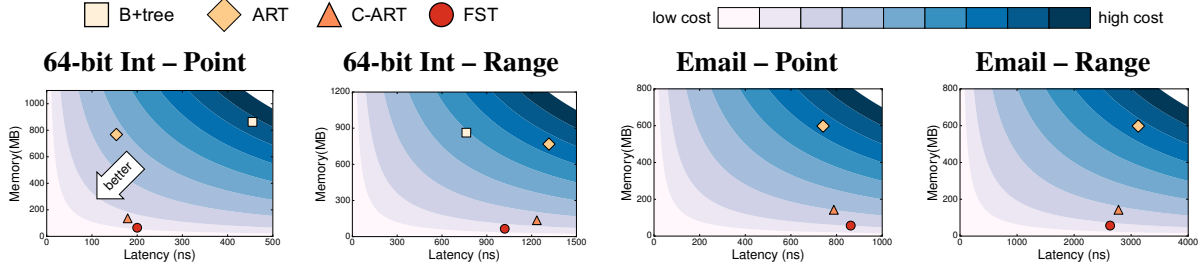 B+tree ART C-ART FST low cost high cost
64-bit Int – Point 64-bit Int – Range Email – Point Email – Range
Memory(MB)
1000
800
600
400
200
0
better
0 100 200 300 400 500
Latency (ns)
Memory(MB)
1200
900
600
300
0
0 300 600 900 1200 1500
Latency (ns)
Memory(MB)
800
600
400
200
0
0 200 400 600 800 1000
Latency (ns)
Memory(MB)
800
600
400
200
0
0 1000 2000 3000 4000
Latency (ns)